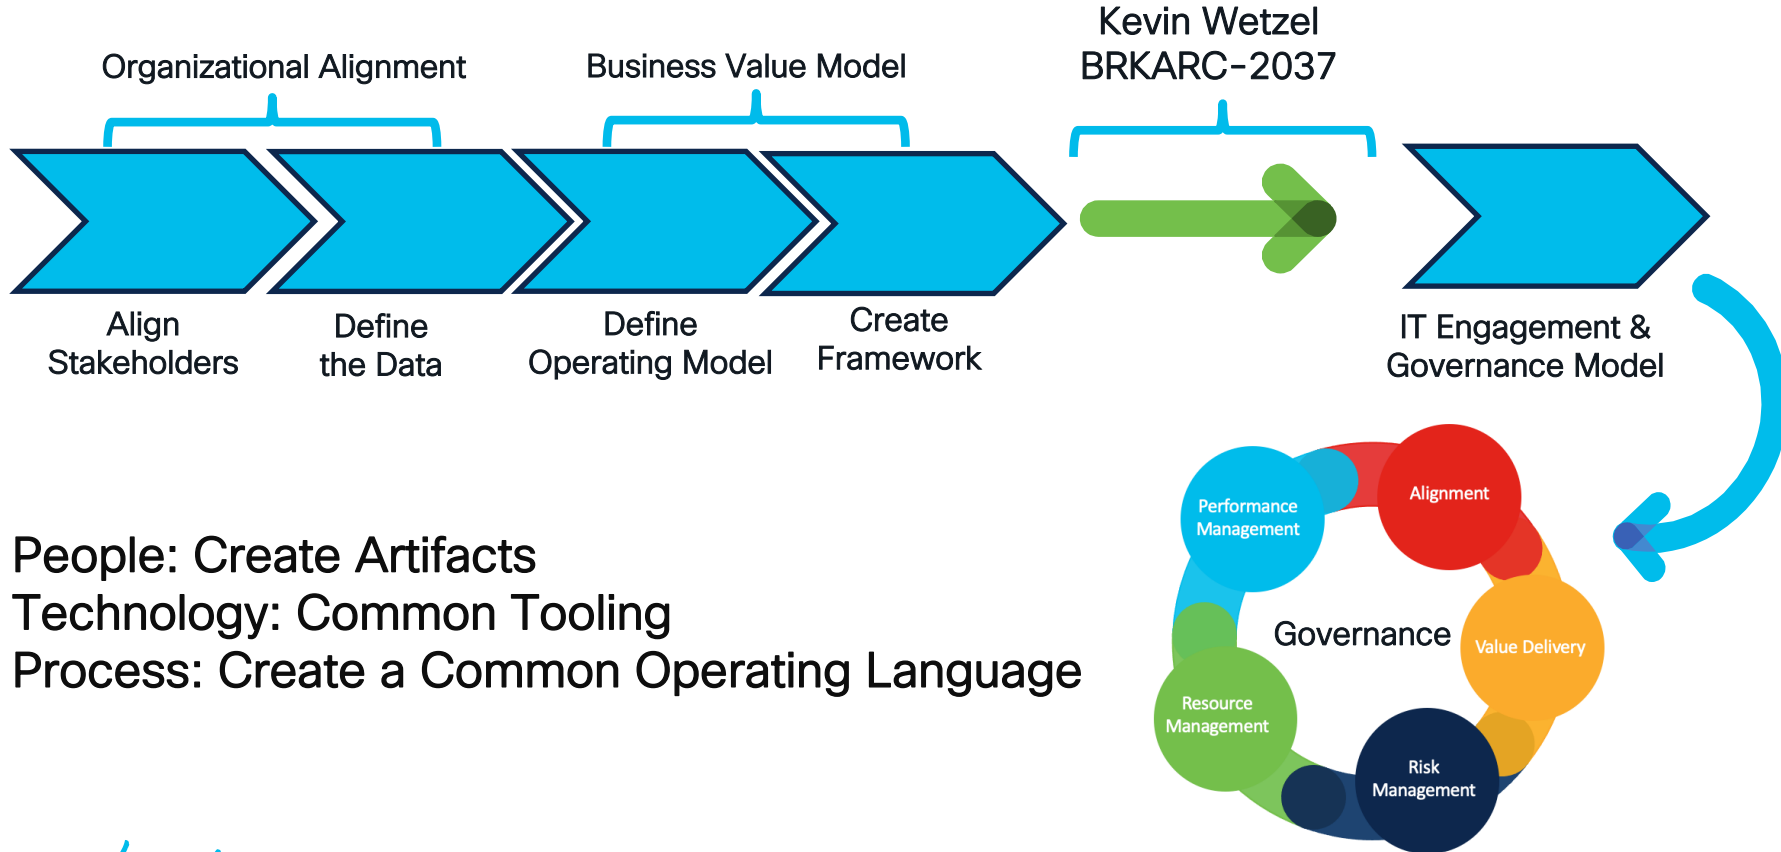 Organizational Alignment
Business Value Model
Kevin Wetzel
BRKARC-2037
Align
Stakeholders
Define
the Data
Define
Operating Model
Create
Framework
IT Engagement &
Governance Model
People: Create Artifacts
Technology: Common Tooling
Process: Create a Common Operating Language
Performance
Management
Alignment
Governance
Value Delivery
Resource
Management
Risk
Management